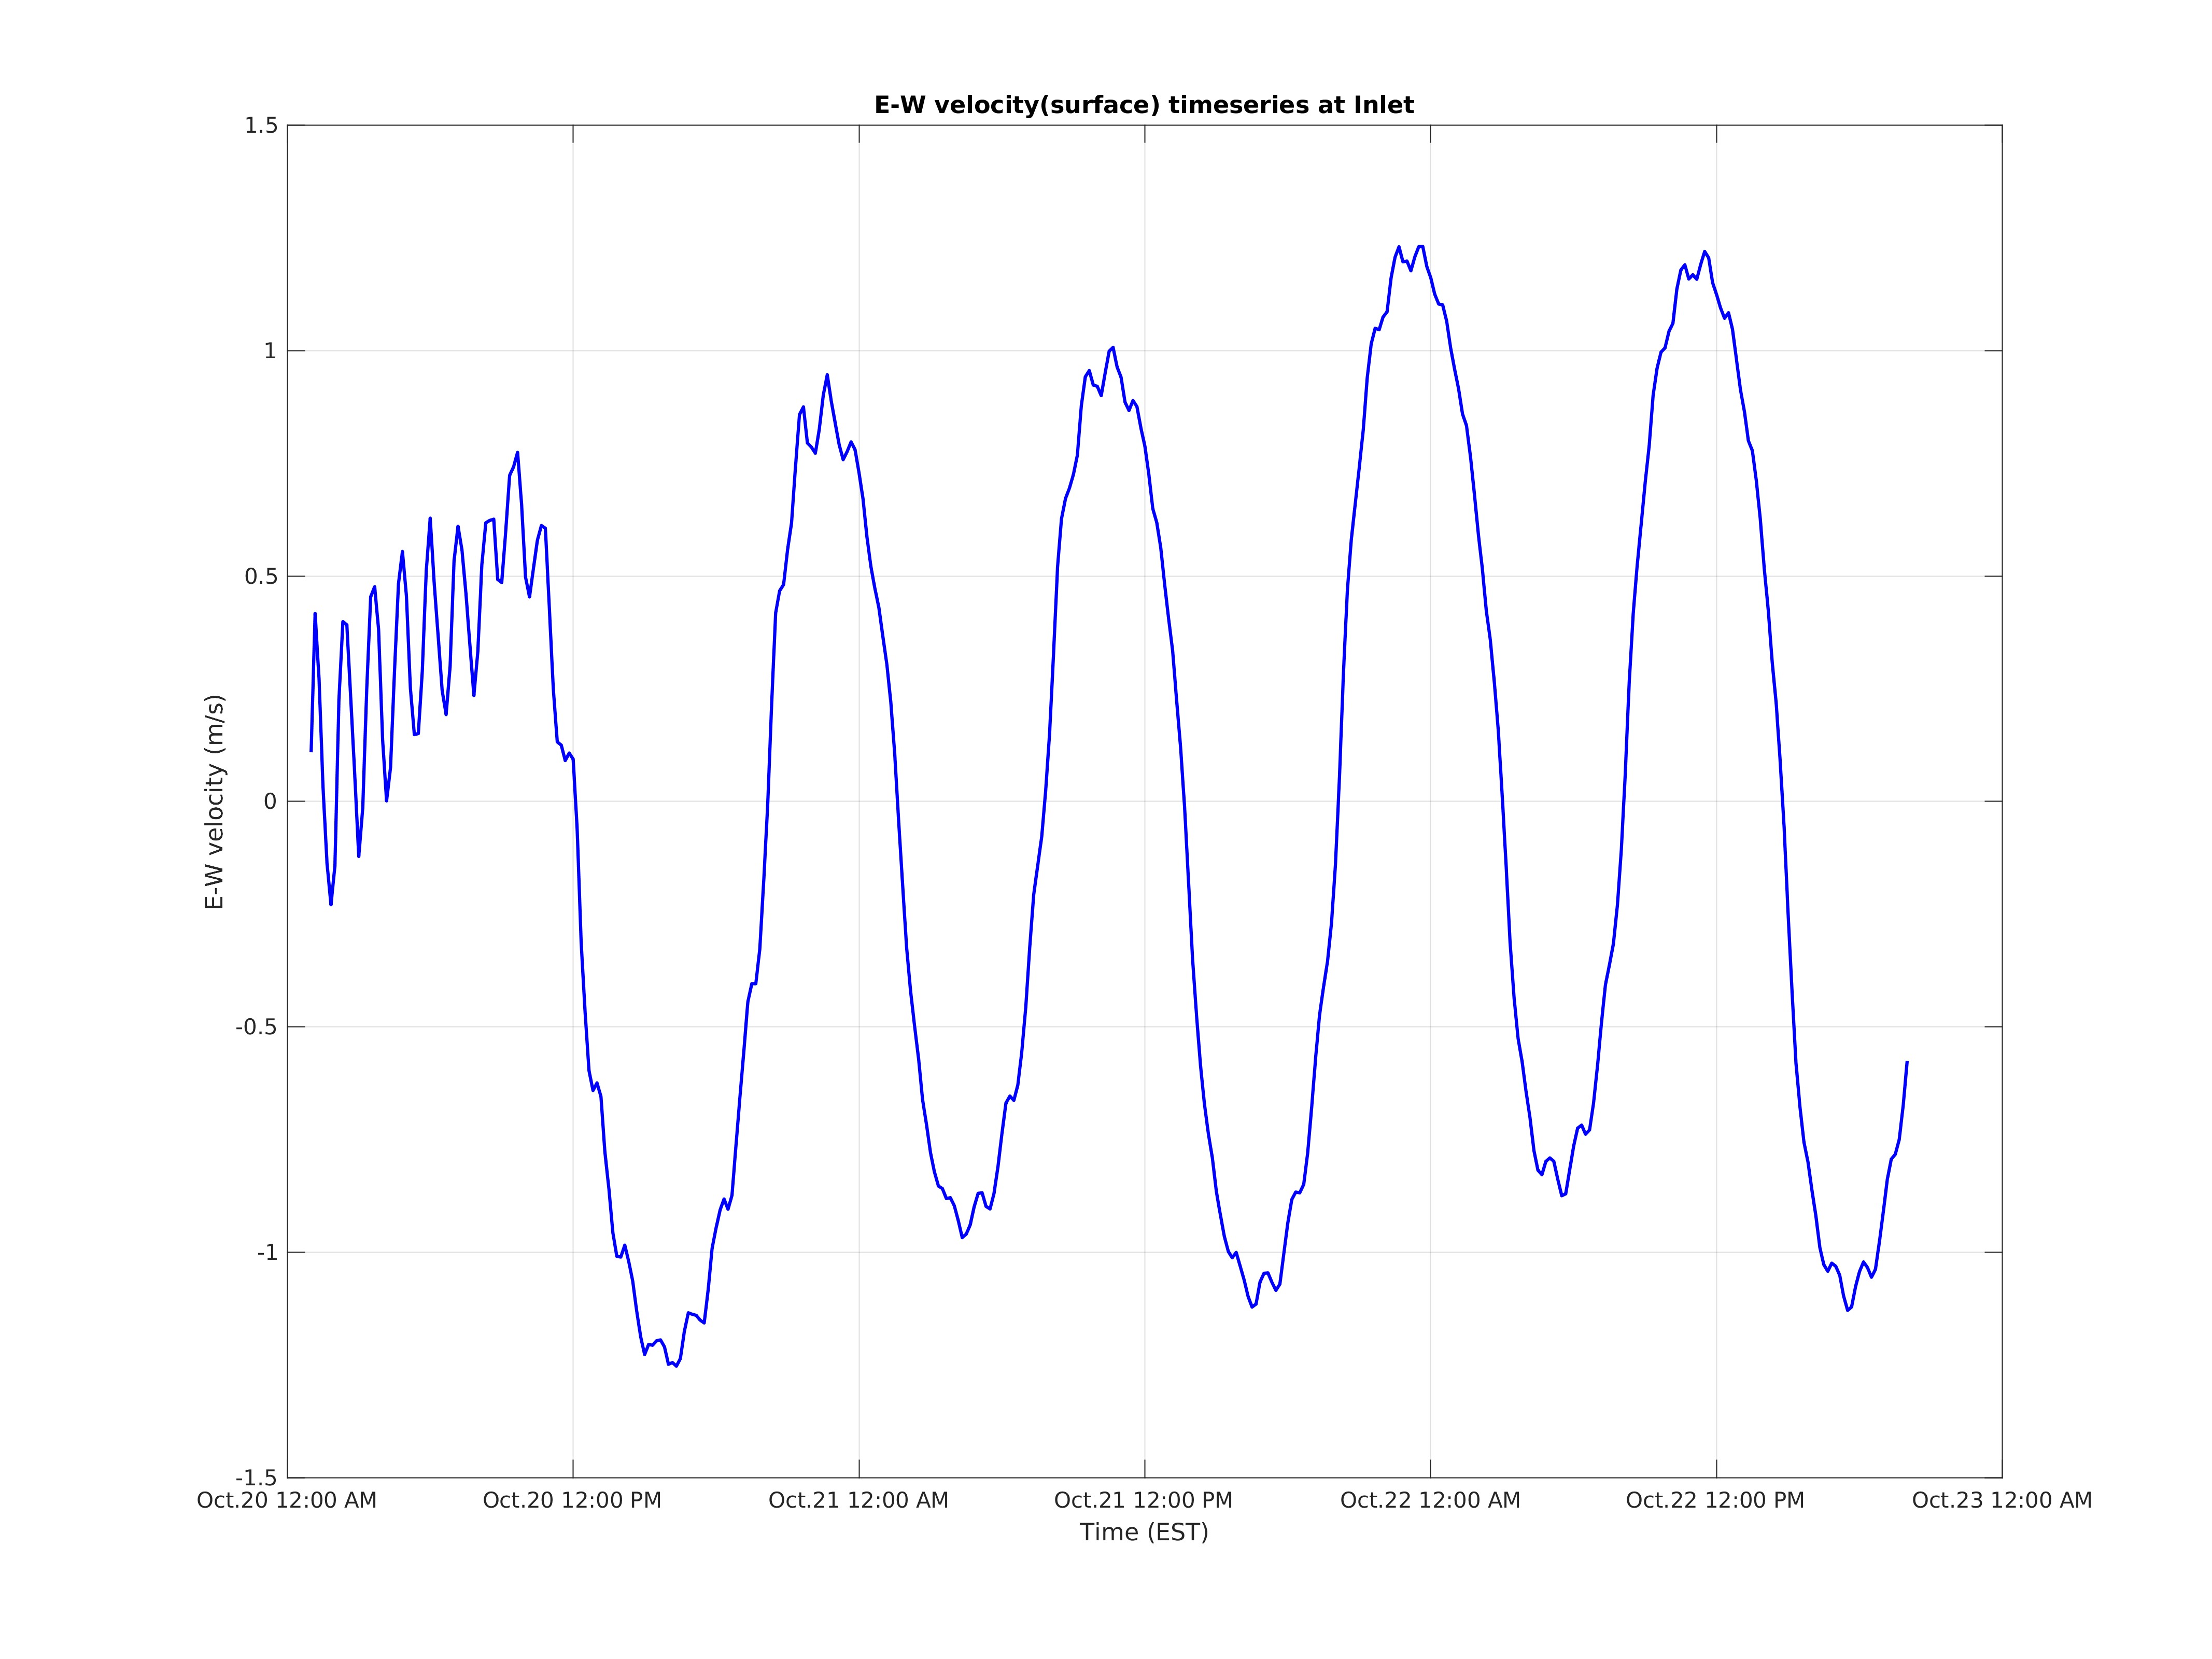 E-W velocity(surface) timeseries at Inlet
1.5
1
0.5
0
-0.5
-1
-1.5
E-W velocity (m/s)
Oct.20 12:00 AM Oct.20 12:00 PM Oct.21 12:00 AM Oct.21 12:00 PM Oct.22 12:00 AM Oct.22 12:00 PM Oct.23 12:00 AM
Time (EST)